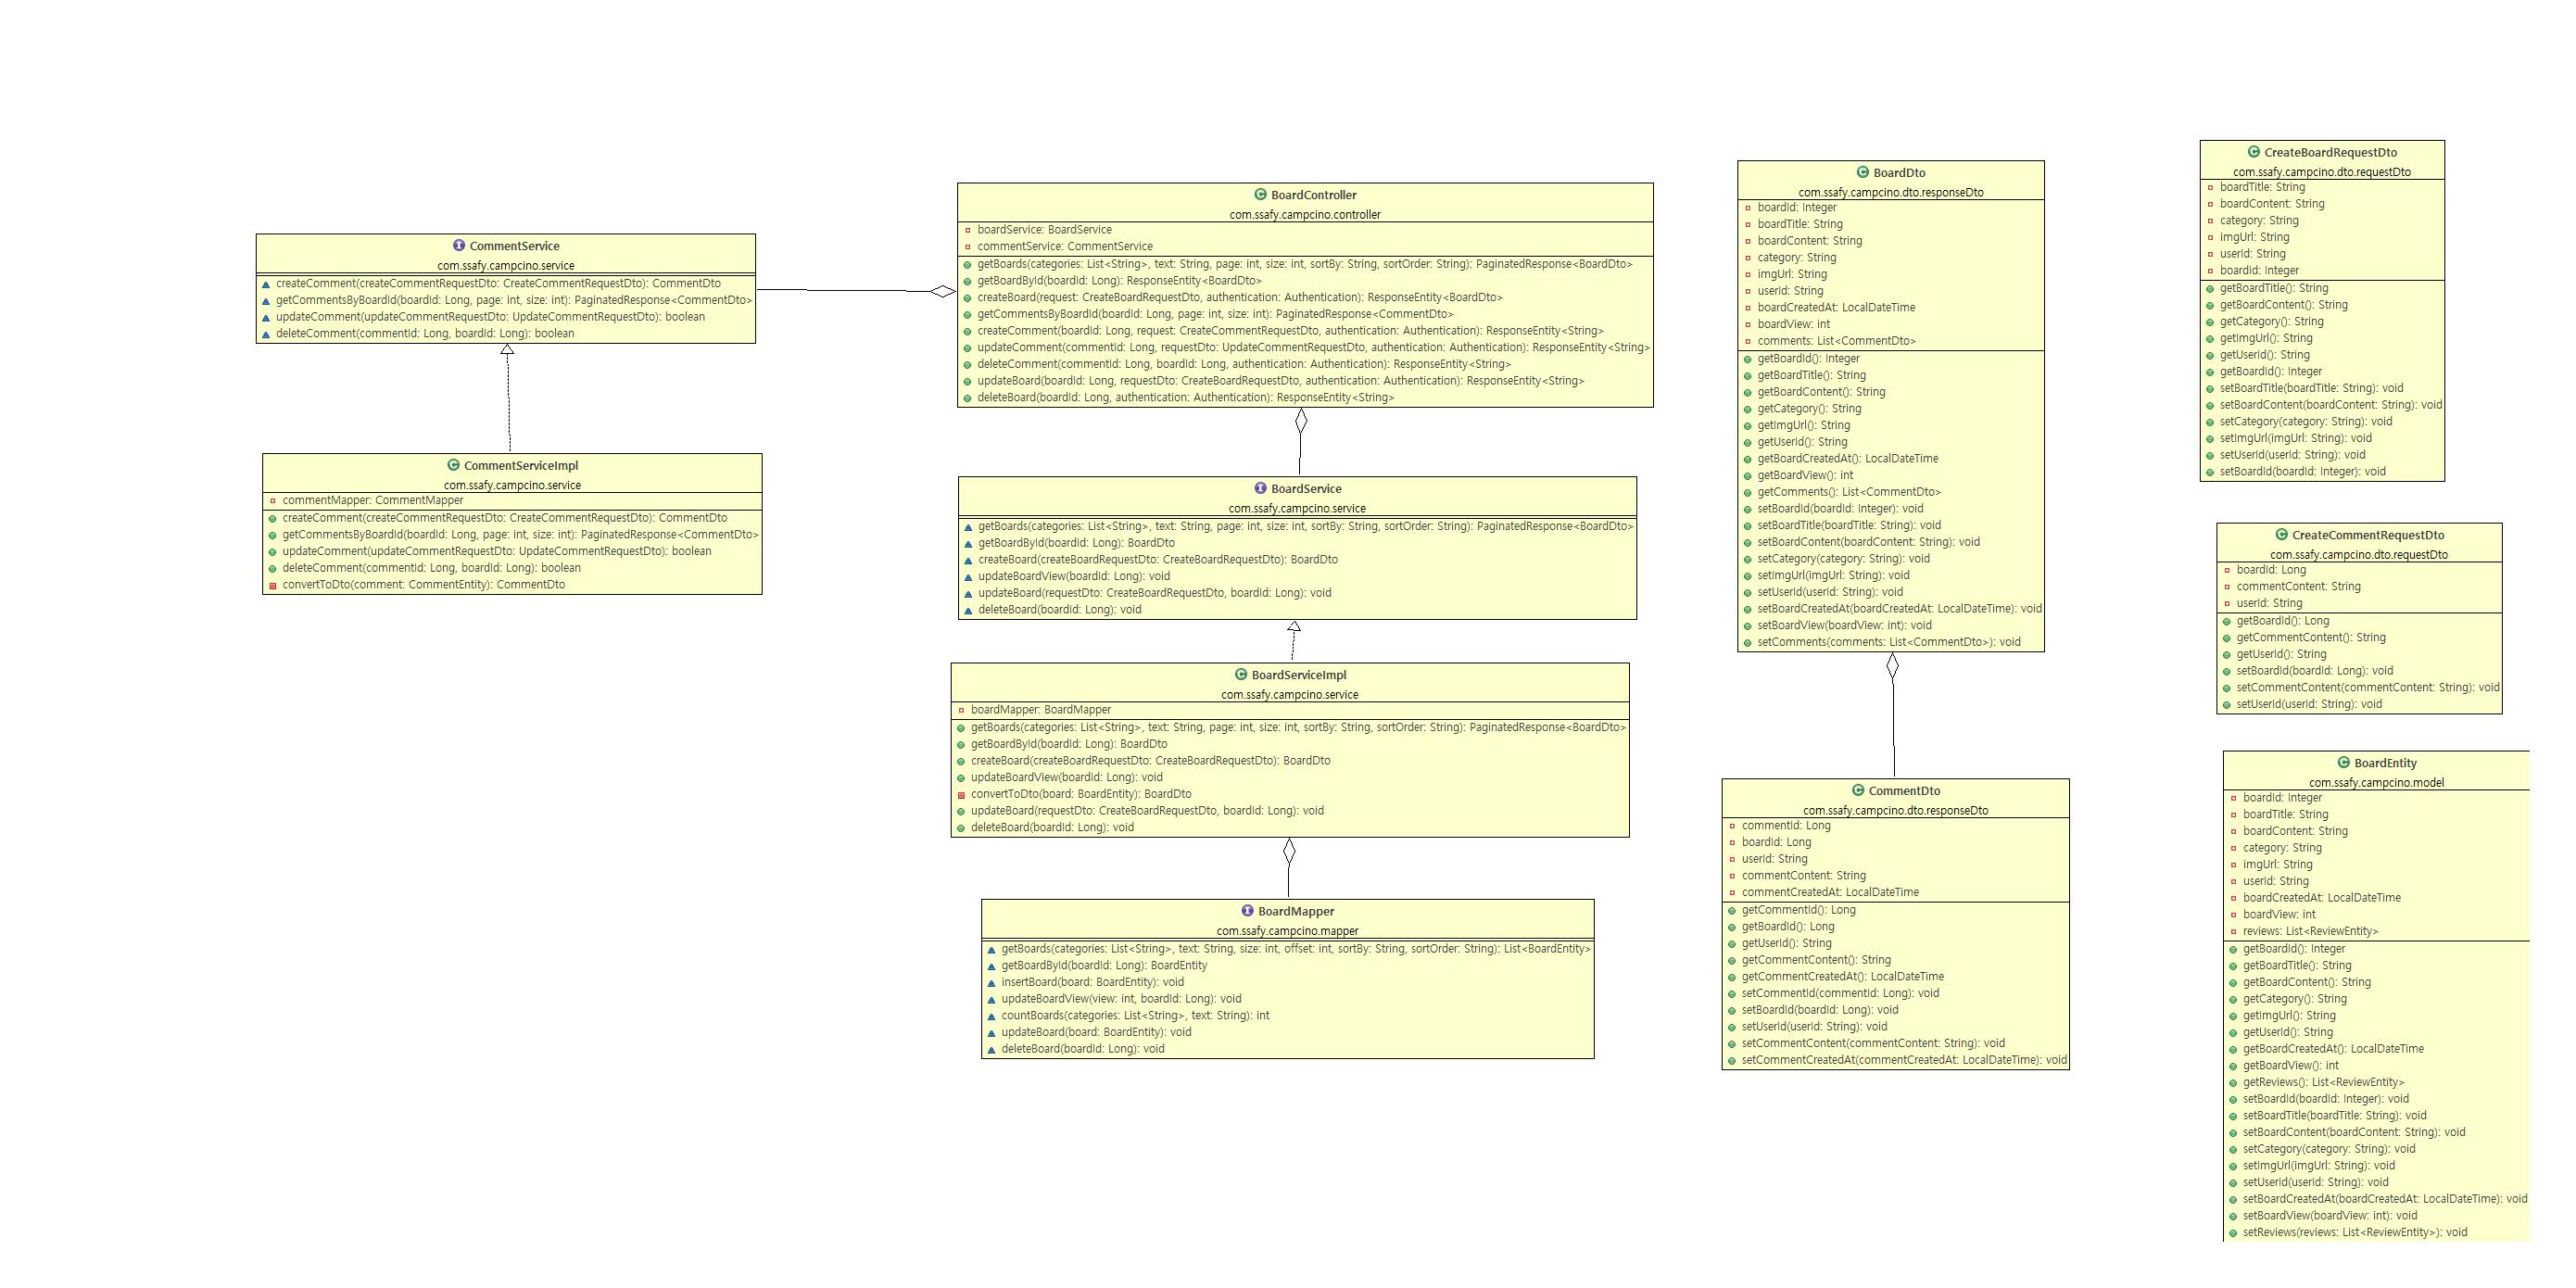 CommentService
com.ssafy.campcino.service
createComment(createCommentRequestDto: CreateCommentRequestDto): CommentDto
getCommentsByBoardId(boardId: Long, page: int, size: int): PaginatedResponse<CommentDto>
updateComment(updateCommentRequestDto: UpdateCommentRequestDto): boolean
deleteComment(commentId: Long, boardId: Long): boolean
CommentServiceImpl
com.ssafy.campcino.service
commentMapper: CommentMapper
createComment(createCommentRequestDto: CreateCommentRequestDto): CommentDto
getCommentsByBoardId(boardId: Long, page: int, size: int): PaginatedResponse<CommentDto>
updateComment(updateCommentRequestDto: UpdateCommentRequestDto): boolean
deleteComment(commentId: Long, boardId: Long): boolean
convertToDto(comment: CommentEntity): CommentDto
BoardController
com.ssafy.campcino.controller
boardService: BoardService
commentService: CommentService
getBoards(categories: List<String>, text: String, page: int, size: int, sortBy: String, sortOrder: String): PaginatedResponse<BoardDto>
getBoardById(boardId: Long): ResponseEntity<BoardDto>
createBoard(request: CreateBoardRequestDto, authentication: Authentication): ResponseEntity<BoardDto>
getCommentsByBoardId(boardId: Long, page: int, size: int): PaginatedResponse<CommentDto>
createComment(boardId: Long, request: CreateCommentRequestDto, authentication: Authentication): ResponseEntity<String>
updateComment(commentId: Long, requestDto: UpdateCommentRequestDto, authentication: Authentication): ResponseEntity<String>
deleteComment(commentId: Long, boardId: Long, authentication: Authentication): ResponseEntity<String>
updateBoard(boardId: Long, requestDto: CreateBoardRequestDto, authentication: Authentication): ResponseEntity<String>
deleteBoard(boardId: Long, authentication: Authentication): ResponseEntity<String>
BoardService
com.ssafy.campcino.service
getBoards(categories: List<String>, text: String, page: int, size: int, sortBy: String, sortOrder: String): PaginatedResponse<BoardDto>
getBoardById(boardId: Long): BoardDto
createBoard(createBoardRequestDto: CreateBoardRequestDto): BoardDto
updateBoardView(boardId: Long): void
updateBoard(requestDto: CreateBoardRequestDto, boardId: Long): void
deleteBoard(boardId: Long): void
BoardServiceImpl
com.ssafy.campcino.service
boardMapper: BoardMapper
getBoards(categories: List<String>, text: String, page: int, size: int, sortBy: String, sortOrder: String): PaginatedResponse<BoardDto>
getBoardById(boardId: Long): BoardDto
createBoard(createBoardRequestDto: CreateBoardRequestDto): BoardDto
updateBoardView(boardId: Long): void
convertToDto(board: BoardEntity): BoardDto
updateBoard(requestDto: CreateBoardRequestDto, boardId: Long): void
deleteBoard(boardId: Long): void
BoardMapper
com.ssafy.campcino.mapper
getBoards(categories: List<String>, text: String, size: int, offset: int, sortBy: String, sortOrder: String): List<BoardEntity>
getBoardById(boardId: Long): BoardEntity
insertBoard(board: BoardEntity): void
updateBoardView(view: int, boardId: Long): void
countBoards(categories: List<String>, text: String): int
updateBoard(board: BoardEntity): void
deleteBoard(boardId: Long): void
BoardDto
com.ssafy.campcino.dto.responseDto
boardId: Integer
boardTitle: String
boardContent: String
category: String
imgUrl: String
userId: String
boardCreatedAt: LocalDateTime
boardView: int
comments: List<CommentDto>
getBoardId(): Integer
getBoardTitle(): String
getBoardContent(): String
getCategory(): String
getImgUrl(): String
getUserId(): String
getBoardCreatedAt(): LocalDateTime
getBoardView(): int
getComments(): List<CommentDto>
setBoardId(boardId: Integer): void
setBoardTitle(boardTitle: String): void
setBoardContent(boardContent: String): void
setCategory(category: String): void
setImgUrl(imgUrl: String): void
setUserId(userId: String): void
setBoardCreatedAt(boardCreatedAt: LocalDateTime): void
setBoardView(boardView: int): void
setComments(comments: List<CommentDto>): void
CommentDto
com.ssafy.campcino.dto.responseDto
commentId: Long
boardId: Long
userId: String
commentContent: String
commentCreatedAt: LocalDateTime
getCommentId(): Long
getBoardId(): Long
getUserId(): String
getCommentContent(): String
getCommentCreatedAt(): LocalDateTime
setCommentId(commentId: Long): void
setBoardId(boardId: Long): void
setUserId(userId: String): void
setCommentContent(commentContent: String): void
setCommentCreatedAt(commentCreatedAt: LocalDateTime): void
CreateBoardRequestDto
com.ssafy.campcino.dto.requestDto
boardTitle: String
boardContent: String
category: String
imgUrl: String
userId: String
boardId: Integer
getBoardTitle(): String
getBoardContent(): String
getCategory(): String
getImgUrl(): String
getUserId(): String
getBoardId(): Integer
setBoardTitle(boardTitle: String): void
setBoardContent(boardContent: String): void
setCategory(category: String): void
setImgUrl(imgUrl: String): void
setUserId(userId: String): void
setBoardId(boardId: Integer): void
CreateCommentRequestDto
com.ssafy.campcino.dto.requestDto
boardId: Long
commentContent: String
userId: String
getBoardId(): Long
getCommentContent(): String
getUserId(): String
setBoardId(boardId: Long): void
setCommentContent(commentContent: String): void
setUserId(userId: String): void
BoardEntity
com.ssafy.campcino.model
boardId: Integer
boardTitle: String
boardContent: String
category: String
imgUrl: String
userId: String
boardCreatedAt: LocalDateTime
boardView: int
reviews: List<ReviewEntity>
getBoardId(): Integer
getBoardTitle(): String
getBoardContent(): String
getCategory(): String
getImgUrl(): String
getUserId(): String
getBoardCreatedAt(): LocalDateTime
getBoardView(): int
getReviews(): List<ReviewEntity>
setBoardId(boardId: Integer): void
setBoardTitle(boardTitle: String): void
setBoardContent(boardContent: String): void
setCategory(category: String): void
setImgUrl(imgUrl: String): void
setUserId(userId: String): void
setBoardCreatedAt(boardCreatedAt: LocalDateTime): void
setBoardView(boardView: int): void
setReviews(reviews: List<ReviewEntity>): void